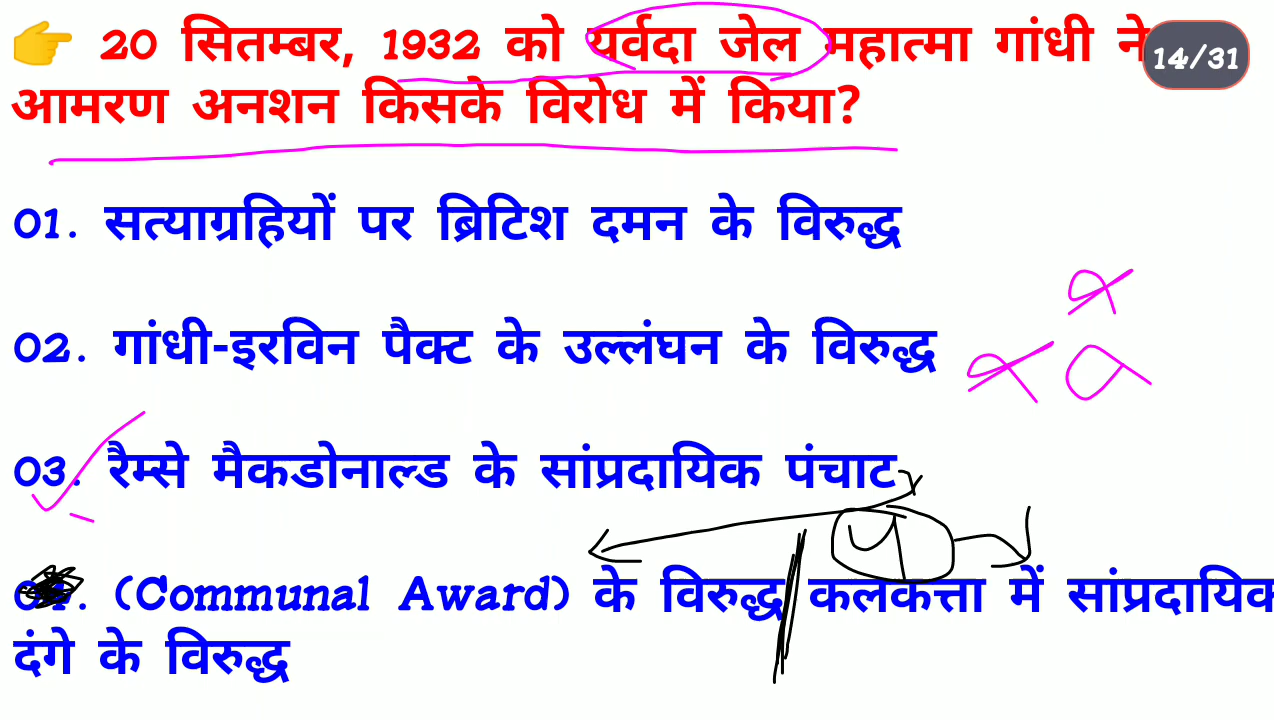 👉 20 सितम्बर, 1932 को यर्वदा जेल महात्मा गांधी ने
14/31
आमरण अनशन किसके विरोध में किया?
01. सत्याग्रहियों पर ब्रिटिश दमन के विरुद्ध
02. गांधी-इरविन पैक्ट के उल्लंघन के विरुद्ध
03. रैम्से मैकडोनाल्ड के सांप्रदायिक पंचाट
04. (Communal Award) के विरुद्ध कलकत्ता में सांप्रदायिक
दंगे के विरुद्ध